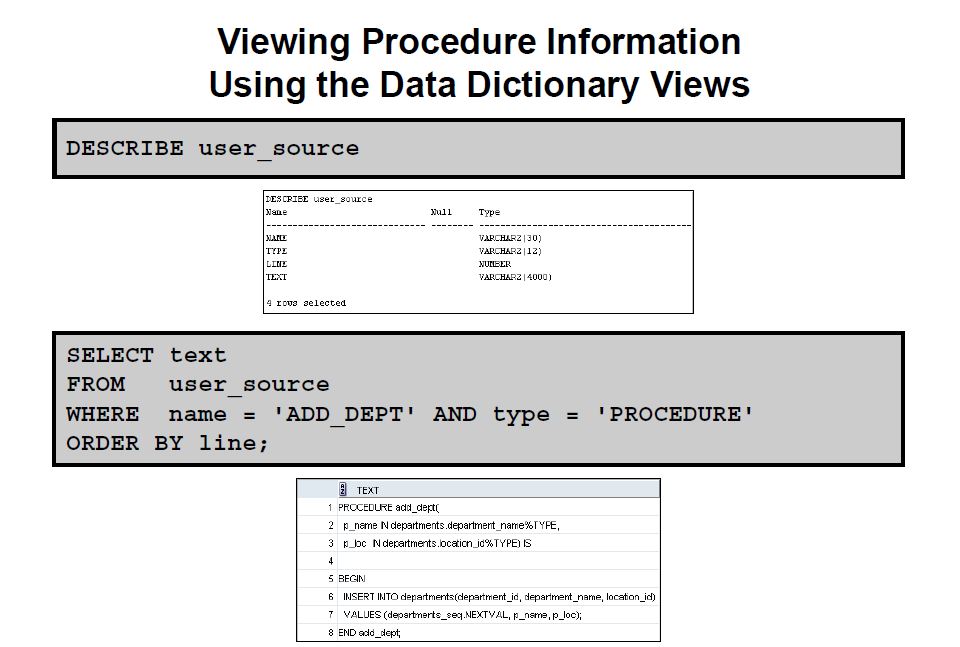 Viewing Procedure Information
Using the Data Dictionary Views
DESCRIBE user_source
DESCRIBE user_source
Name Null Type
------------------------------ -------- ----------------------------------------
NAME VARCHAR2(30)
TYPE VARCHAR2(12)
LINE NUMBER
TEXT VARCHAR2(4000)
4 rows selected
SELECT text
FROM user_source
WHERE name = 'ADD_DEPT' AND type = 'PROCEDURE'
ORDER BY line;
TEXT
1 PROCEDURE add_dept(
2 p_name IN departments.department_name%TYPE,
3 p_loc IN departments.location_id%TYPE) IS
4
5 BEGIN
6 INSERT INTO departments(department_id, department_name, location_id)
7 VALUES (departments_seq.NEXTVAL, p_name, p_loc);
8 END add_dept;